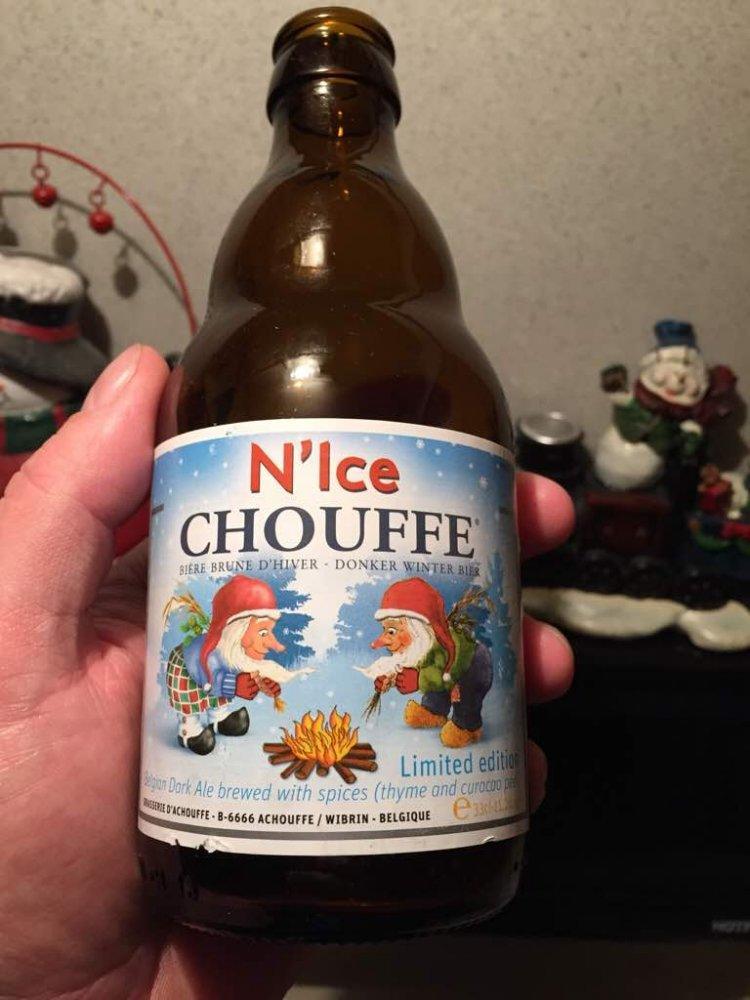 N'Ice
CHOUFFE®
BIÈRE BRUNE D'HIVER - DONKER WINTER BIER
Limited edition
Belgian Dark Ale brewed with spices (thyme and curacao
BRASSERIE D'ACHOUFFE - B-6666 ACHOUFFE / WIBRIN - BELGIQUE
e 33cl